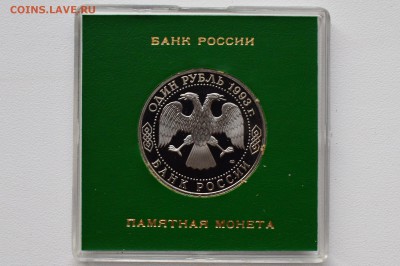 COINS.LAVE.RU
БАНК РОССИИ
ОДИН РУБЛЬ 1993 г.
БАНК РОССИИ
ПАМЯТНАЯ МОНЕТА